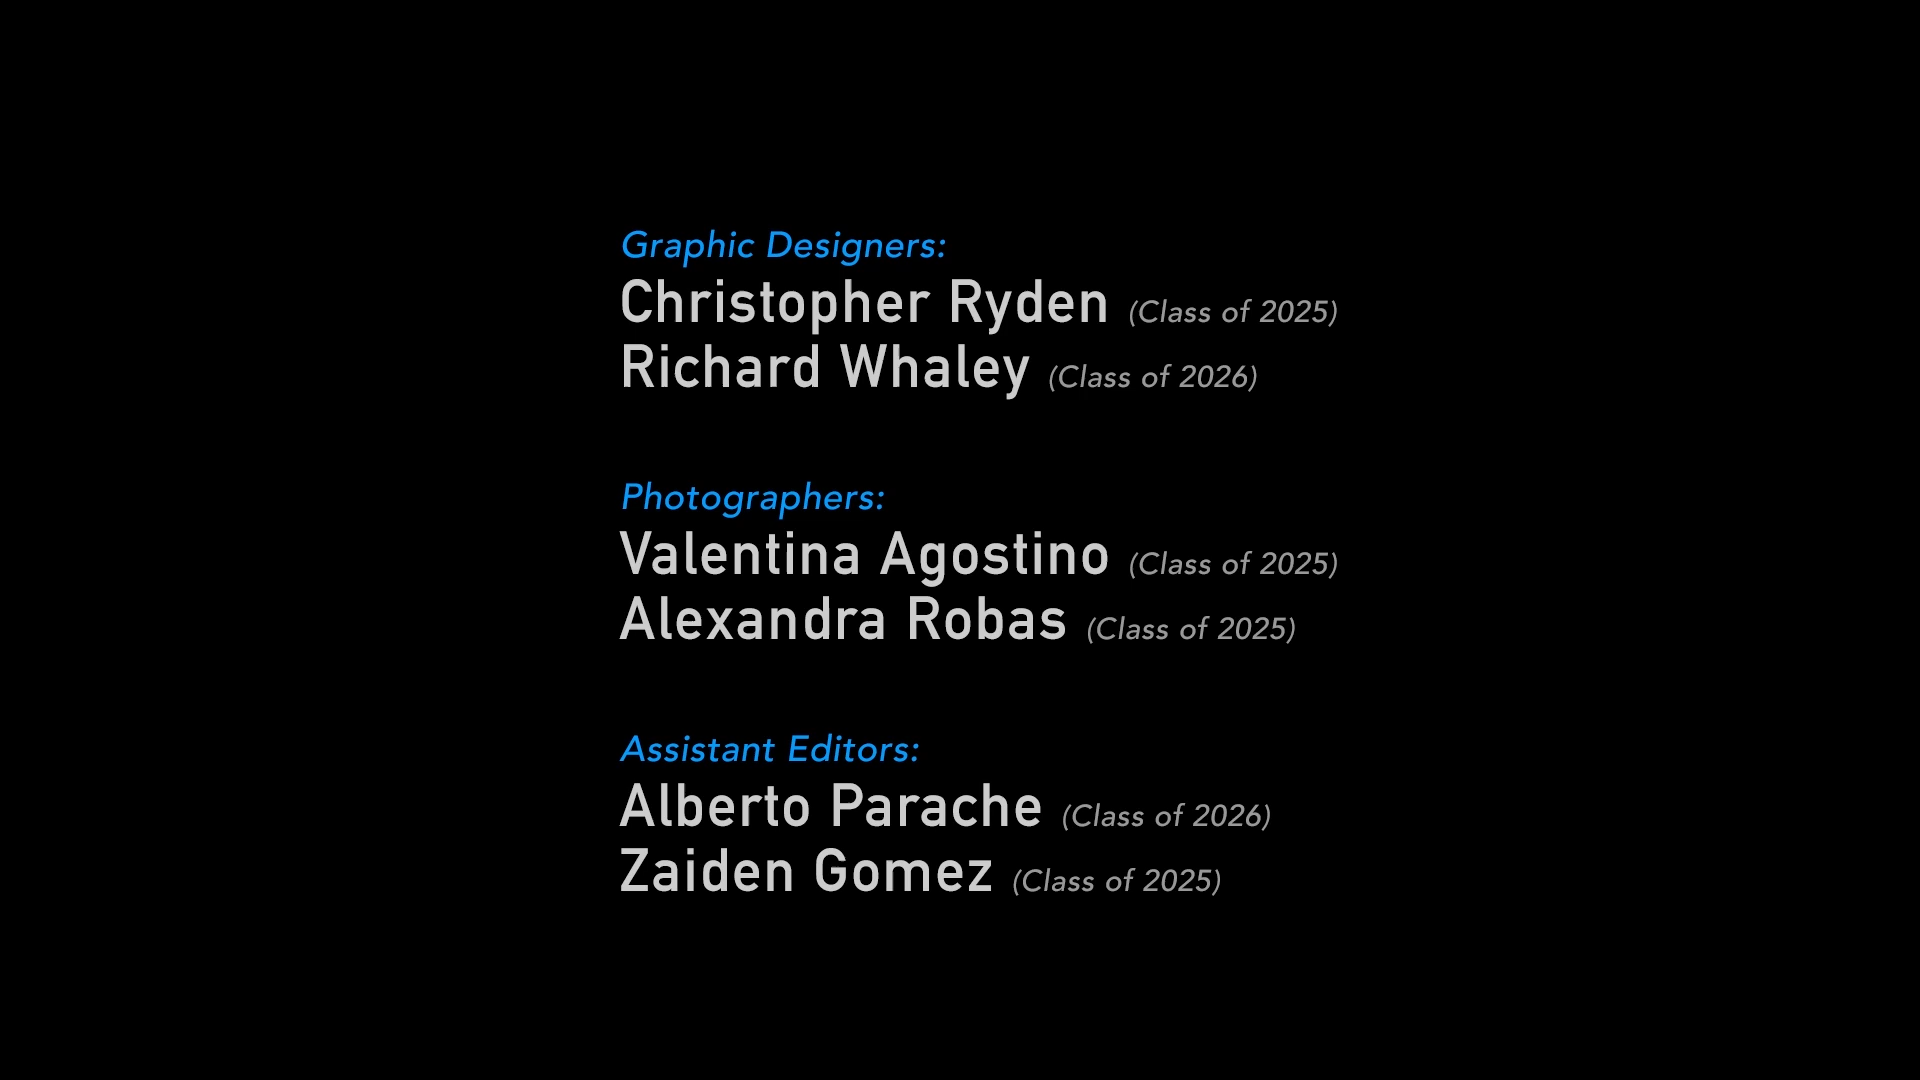 Graphic Designers:
Christopher Ryden (Class of 2025)
Richard Whaley (Class of 2026)
Photographers:
Valentina Agostino (Class of 2025)
Alexandra Robas (Class of 2025)
Assistant Editors:
Alberto Parache (Class of 2026)
Zaiden Gomez (Class of 2025)